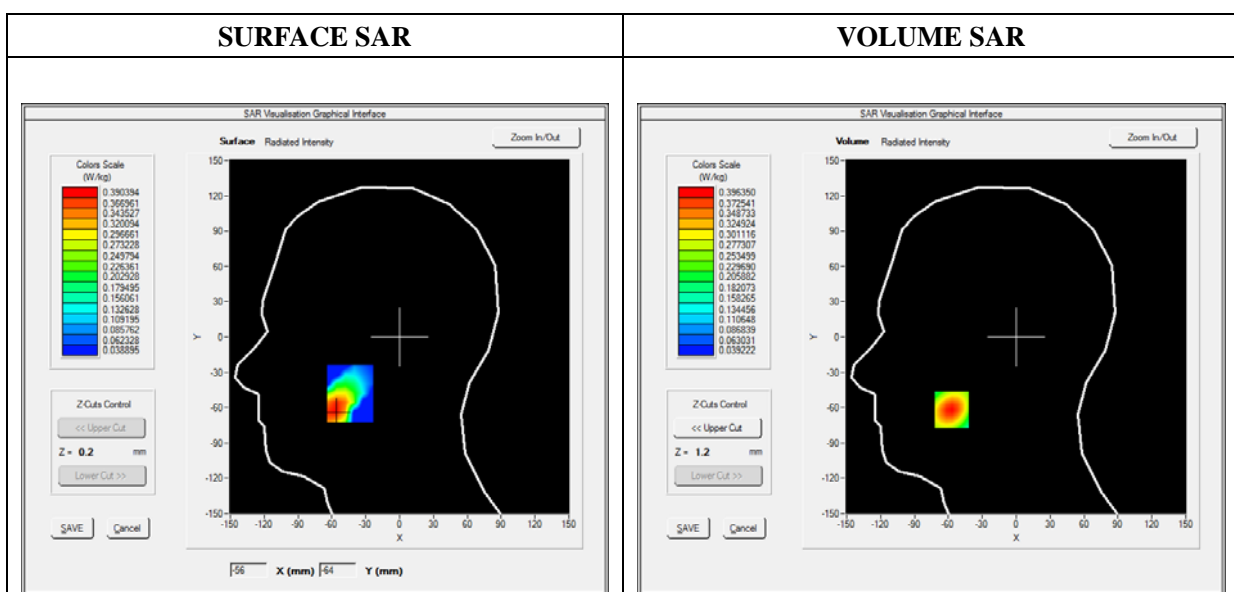 SURFACE SAR
VOLUME SAR
SAR Visualisation Graphical Interface
Surface Radiated Intensity
Zoom In/Out
Colors Scale
(W/kg)
0.390394
0.366961
0.343527
0.320094
0.296661
0.273228
0.249794
0.226361
0.202928
0.179495
0.156061
0.132628
0.109195
0.085762
0.062328
0.038895
Z-Cuts Control
<< Upper Cut
Z = 0.2 mm
Lower Cut >>
SAVE Cancel
150
120
90
60
30
0
-30
-60
-90
-120
-150
Y
-150 -120 -90 -60 -30 0 30 60 90 120 150
X
-56 X (mm) -64 Y (mm)
SAR Visualisation Graphical Interface
Volume Radiated Intensity
Zoom In/Out
Colors Scale
(W/kg)
0.396350
0.372541
0.348733
0.324924
0.301116
0.277307
0.253499
0.229690
0.205882
0.182073
0.158265
0.134456
0.110648
0.086839
0.063031
0.039222
Z-Cuts Control
<< Upper Cut
Z = 1.2 mm
Lower Cut >>
SAVE Cancel
150
120
90
60
30
0
-30
-60
-90
-120
-150
Y
-150 -120 -90 -60 -30 0 30 60 90 120 150
X